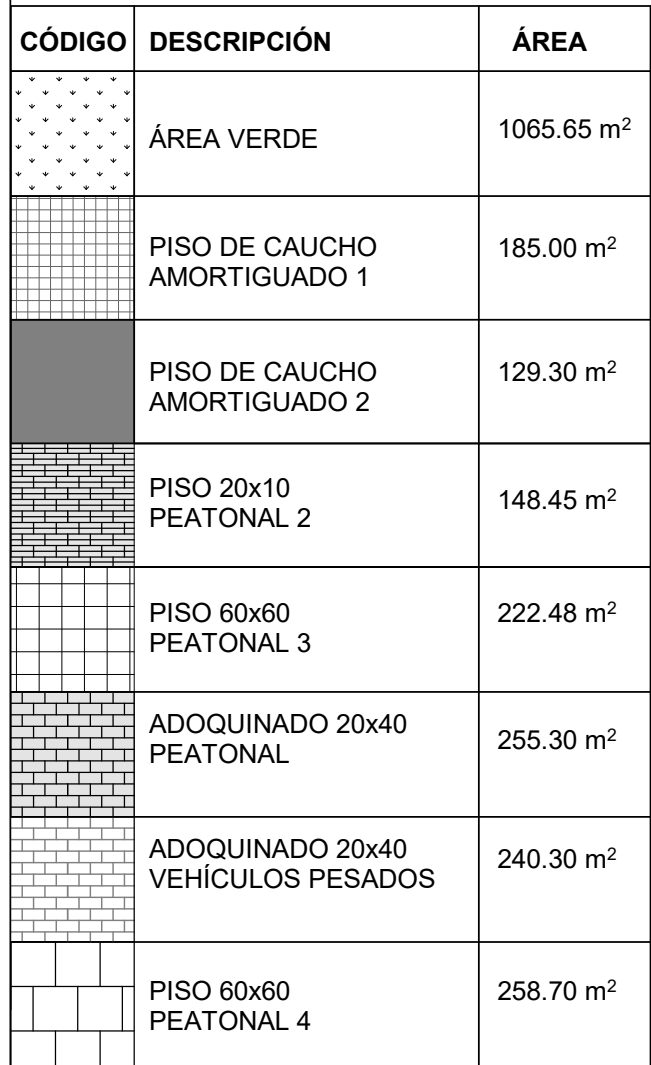 CÓDIGO DESCRIPCIÓN ÁREA
ÁREA VERDE 1065.65 m²
PISO DE CAUCHO
AMORTIGUADO 1 185.00 m²
PISO DE CAUCHO
AMORTIGUADO 2 129.30 m²
PISO 20x10
PEATONAL 2 148.45 m²
PISO 60x60
PEATONAL 3 222.48 m²
ADOQUINADO 20x40
PEATONAL 255.30 m²
ADOQUINADO 20x40
VEHÍCULOS PESADOS 240.30 m²
PISO 60x60
PEATONAL 4 258.70 m²